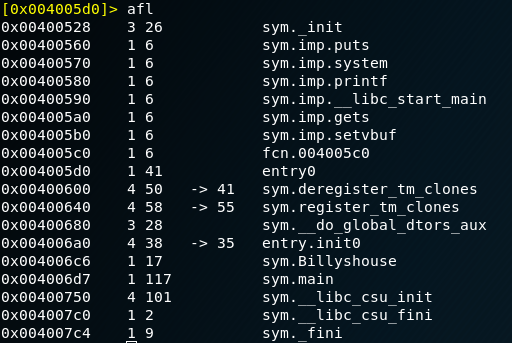 [0x004005d0]> afl
0x00400528 3 26 sym._init
0x00400560 1 6 sym.imp.puts
0x00400570 1 6 sym.imp.system
0x00400580 1 6 sym.imp.printf
0x00400590 1 6 sym.imp.__libc_start_main
0x004005a0 1 6 sym.imp.gets
0x004005b0 1 6 sym.imp.setvbuf
0x004005c0 1 6 fcn.004005c0
0x004005d0 1 41 entry0
0x00400600 4 50 -> 41 sym.deregister_tm_clones
0x00400640 4 58 -> 55 sym.register_tm_clones
0x00400680 3 28 sym.__do_global_dtors_aux
0x004006a0 4 38 -> 35 entry.init0
0x004006c6 1 17 sym.Billyshouse
0x004006d7 1 117 sym.main
0x00400750 4 101 sym.__libc_csu_init
0x004007c0 1 2 sym.__libc_csu_fini
0x004007c4 1 9 sym._fini